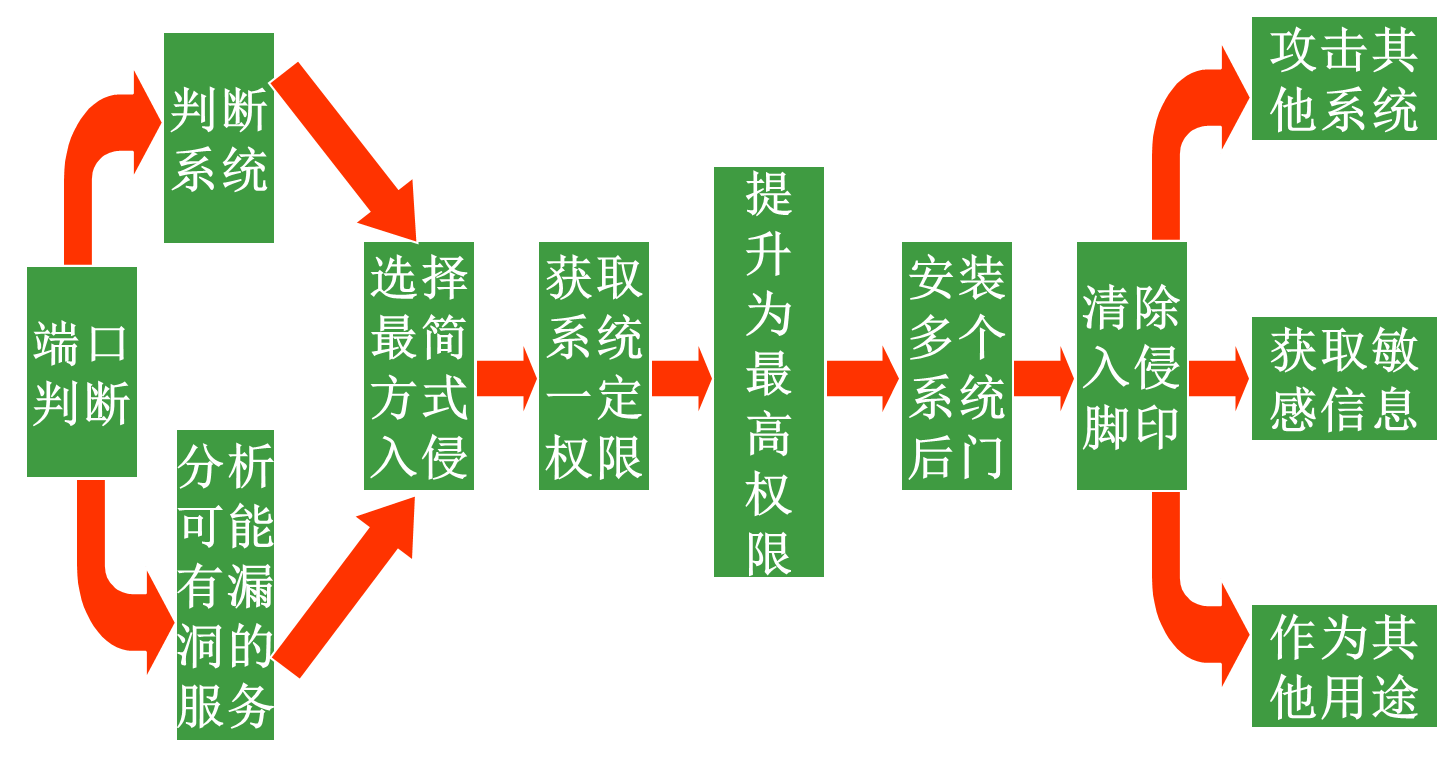 端口
判断
判断
系统
分析
可能
有漏
洞的
服务
选择
最简
方式
入侵
获取
系统
一定
权限
提
升
为
最
高
权
限
安装
多个
系统
后门
清除
入侵
脚印
攻击其
他系统
获取敏
感信息
作为其
他用途